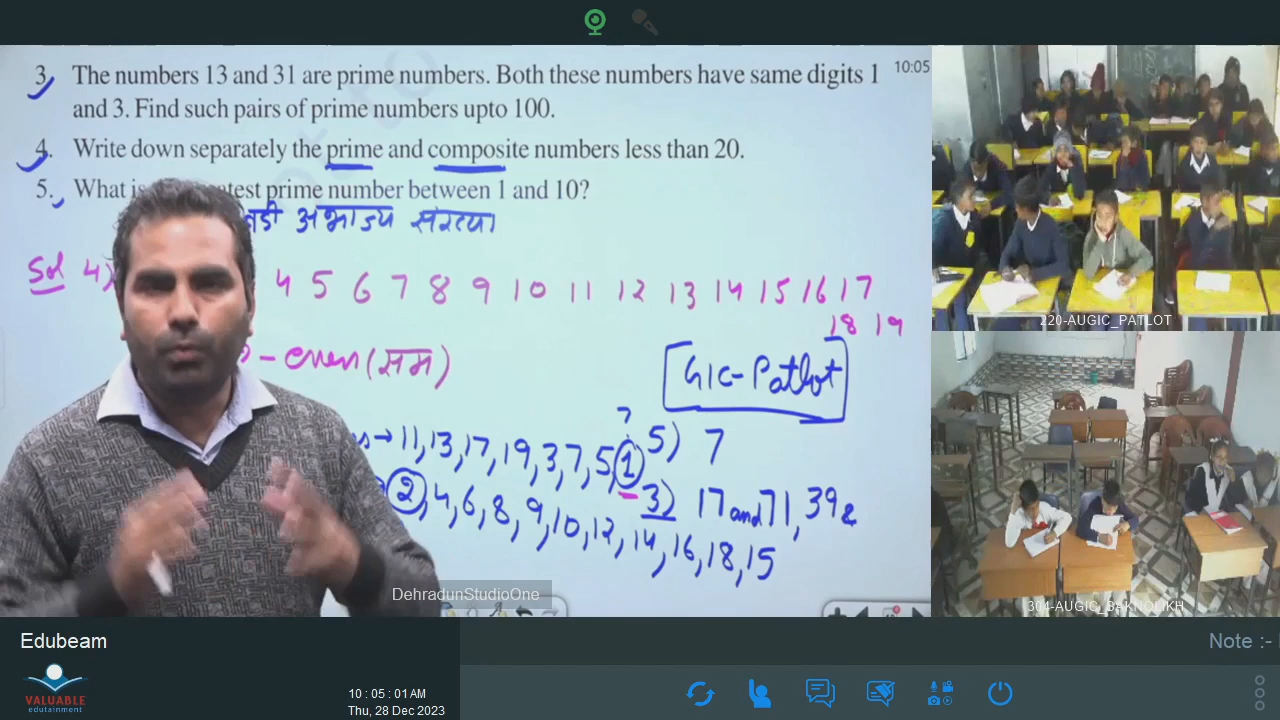 3. The numbers 13 and 31 are prime numbers. Both these numbers have same digits 1
and 3. Find such pairs of prime numbers upto 100.
10:05
4. Write down separately the prime and composite numbers less than 20.
5. What is prime number between 1 and 10?
अभाज्य संख्या
Sol 4) 4 5 6 7 8 9 10 11 12 13 14 15 16 17
18 19
- even (सम)
GIC-Patlot
→ 11, 13, 17, 19, 3, 7, 5, 1
?
5) 7
2, 4, 6, 8, 9, 10, 12, 14, 16, 18, 15
3) 17 and 71, 39 &
DehradunStudioOne
220-AUGIC_PATLOT
Edubeam
VALUABLE
edutainment
10 : 05 : 01 AM
Thu, 28 Dec 2023
Note :-